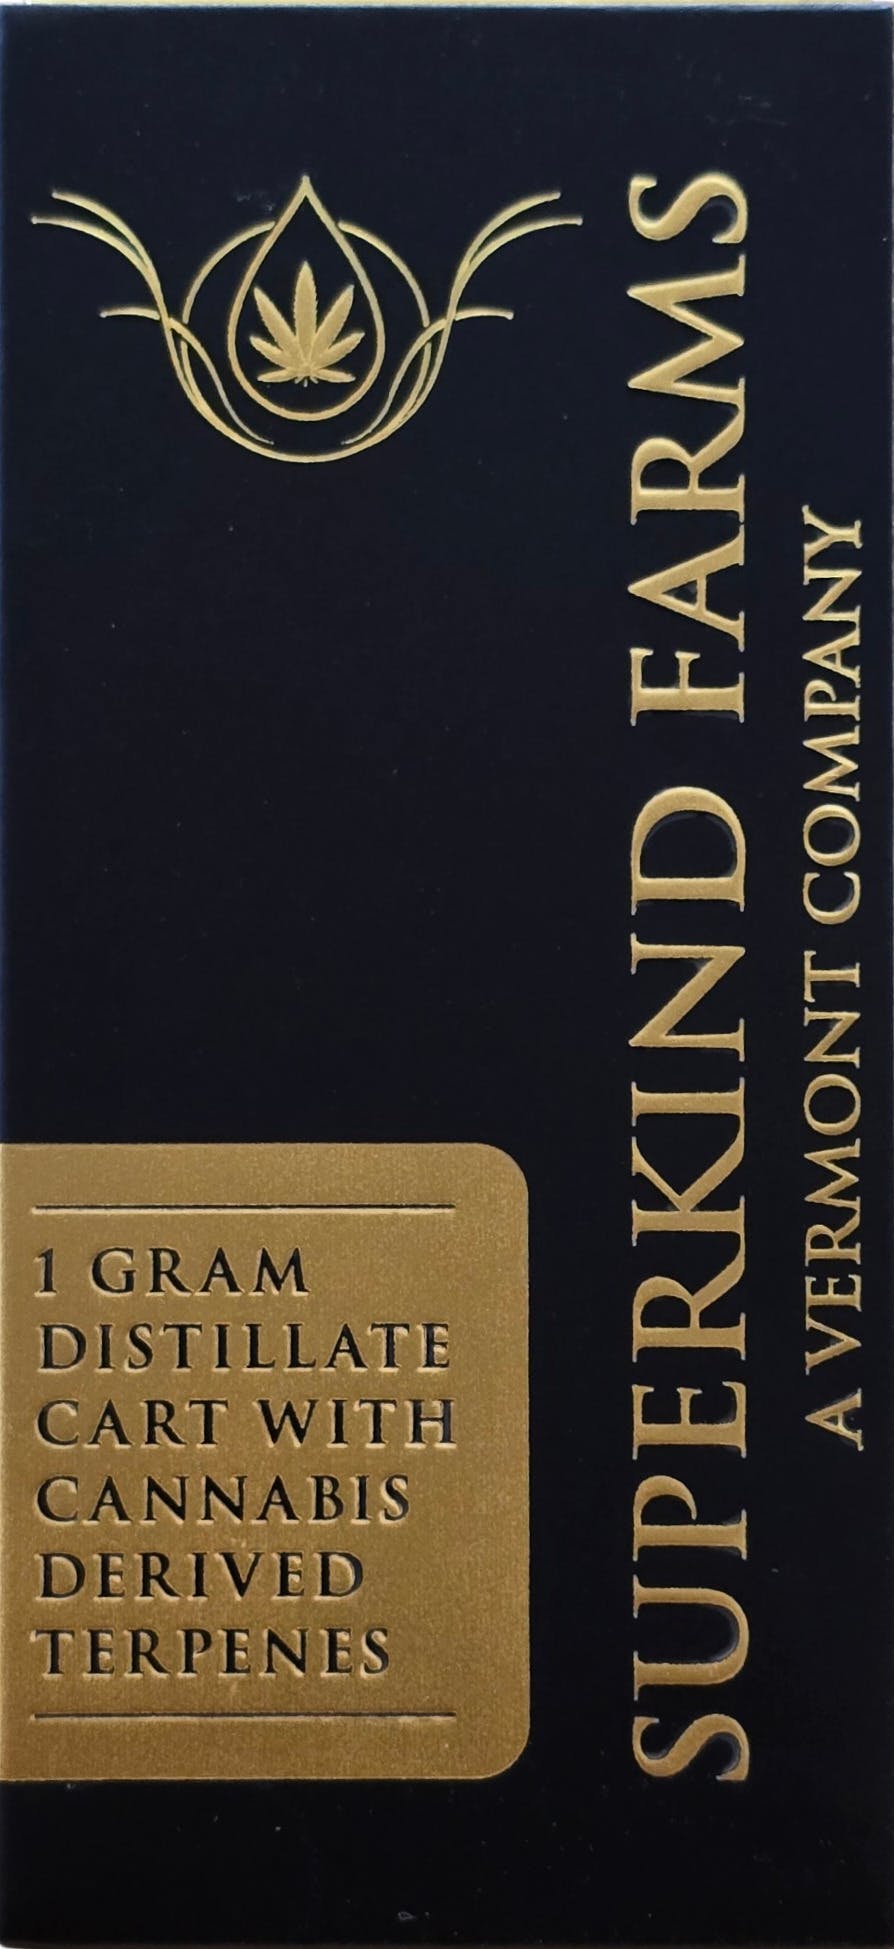 SUPERKIND FARMS
A VERMONT COMPANY
1 GRAM
DISTILLATE
CART WITH
CANNABIS
DERIVED
TERPENES